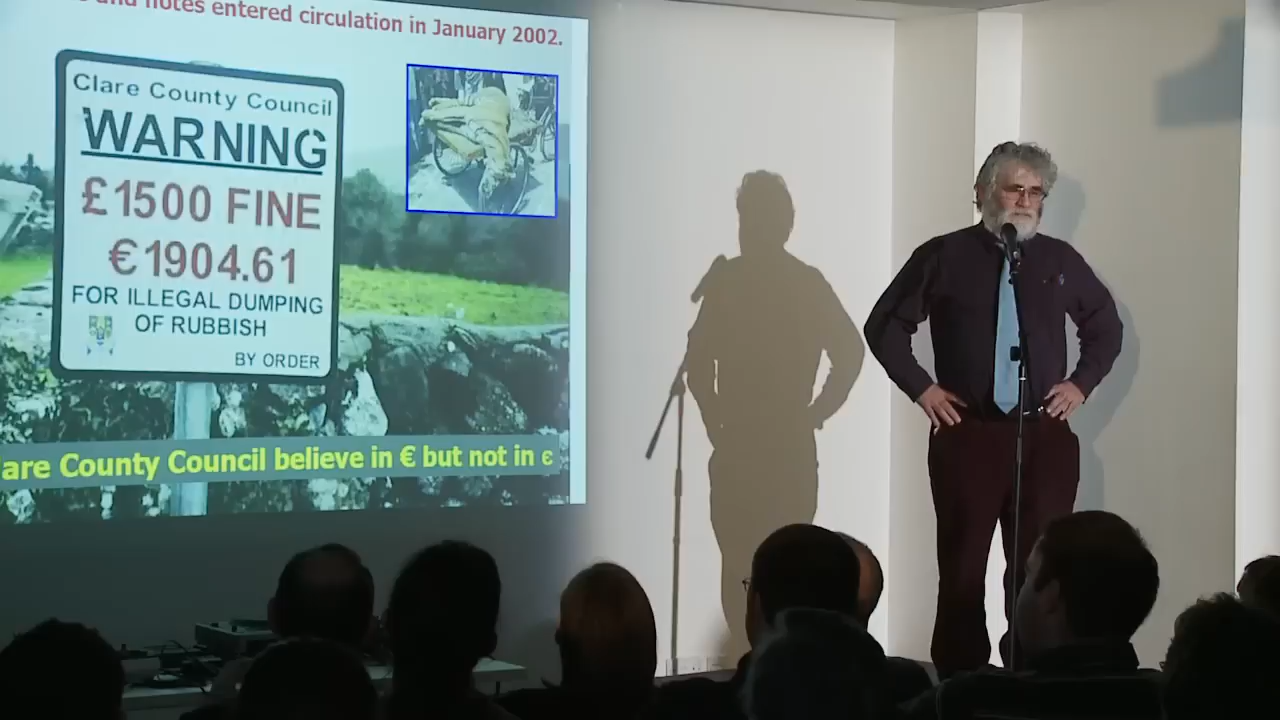 and notes entered circulation in January 2002.
Clare County Council
WARNING
£1500 FINE
€1904.61
FOR ILLEGAL DUMPING
OF RUBBISH
BY ORDER
are County Council believe in € but not in є